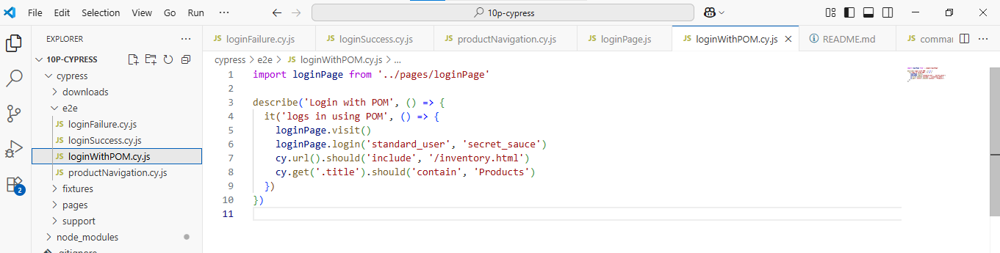 File Edit Selection View Go Run ··· 10p-cypress
EXPLORER ···
10P-CYPRESS
cypress
downloads
e2e
JS loginFailure.cy.js
JS loginSuccess.cy.js
JS loginWithPOM.cy.js
JS productNavigation.cy.js
fixtures
pages
support
node_modules
.gitignore
2
JS loginFailure.cy.js JS loginSuccess.cy.js JS productNavigation.cy.js JS loginPage.js JS loginWithPOM.cy.js README.md JS comma
cypress > e2e > JS loginWithPOM.cy.js > ...
1 import loginPage from '../pages/loginPage'
2
3 describe('Login with POM', () => {
4 it('logs in using POM', () => {
5 loginPage.visit()
6 loginPage.login('standard_user', 'secret_sauce')
7 cy.url().should('include', '/inventory.html')
8 cy.get('.title').should('contain', 'Products')
9 })
10 })
11